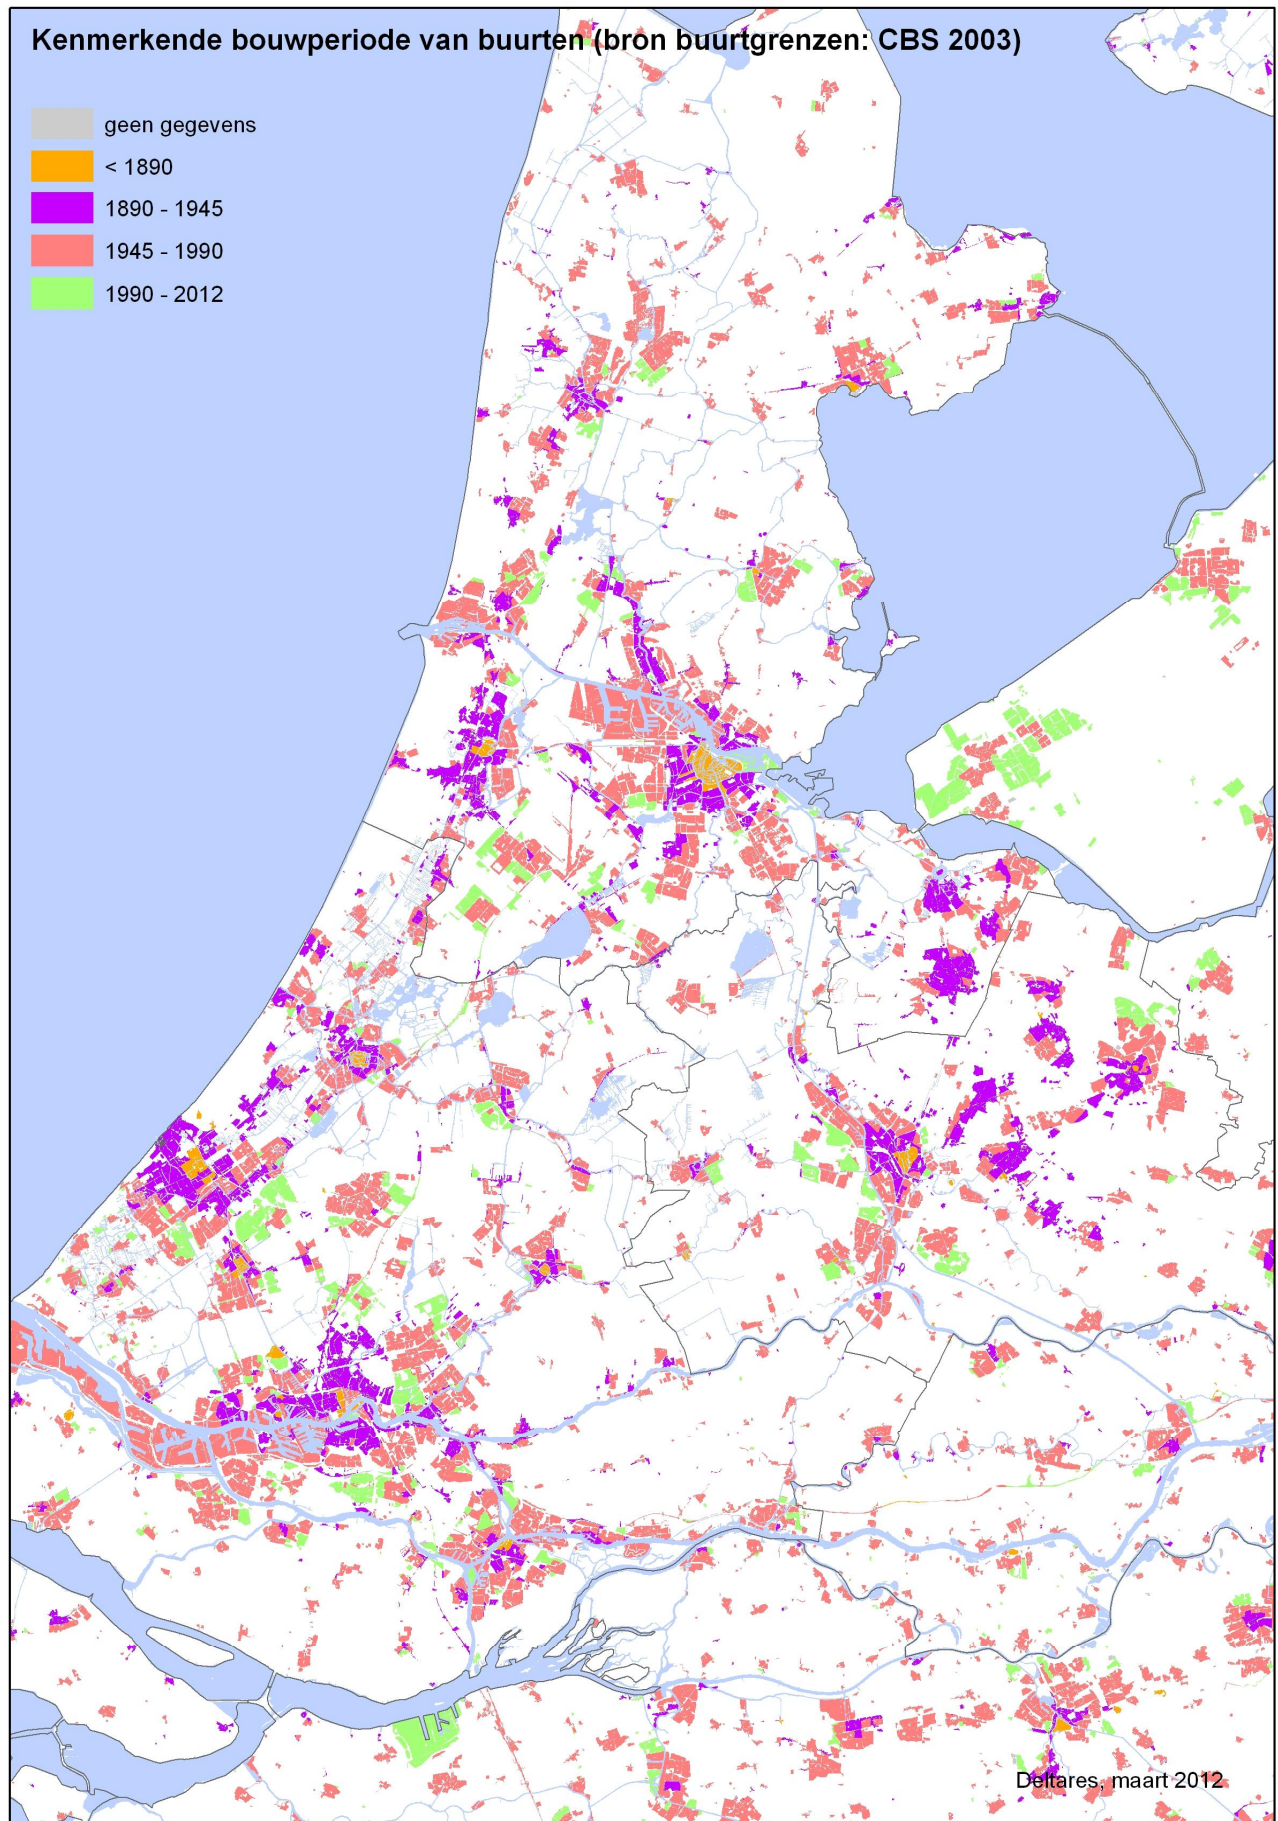 Kenmerkende bouwperiode van buurten (bron buurtgrenzen: CBS 2003)
geen gegevens
< 1890
1890 - 1945
1945 - 1990
1990 - 2012
Deltares, maart 2012